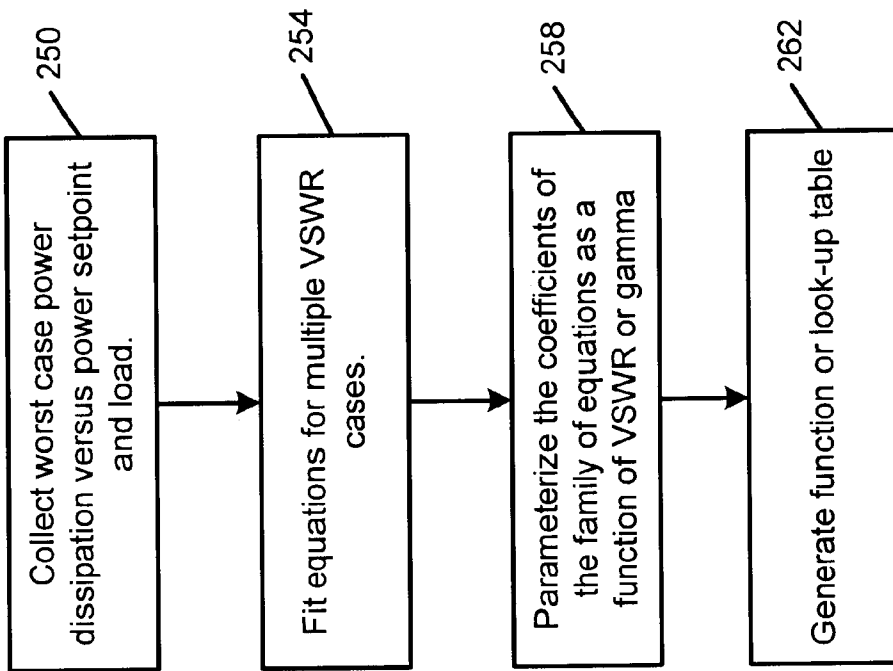 250
Collect worst case power
dissipation versus power setpoint
and load.
254
Fit equations for multiple VSWR
cases.
258
Parameterize the coefficients of
the family of equations as a
function of VSWR or gamma
262
Generate function or look-up table